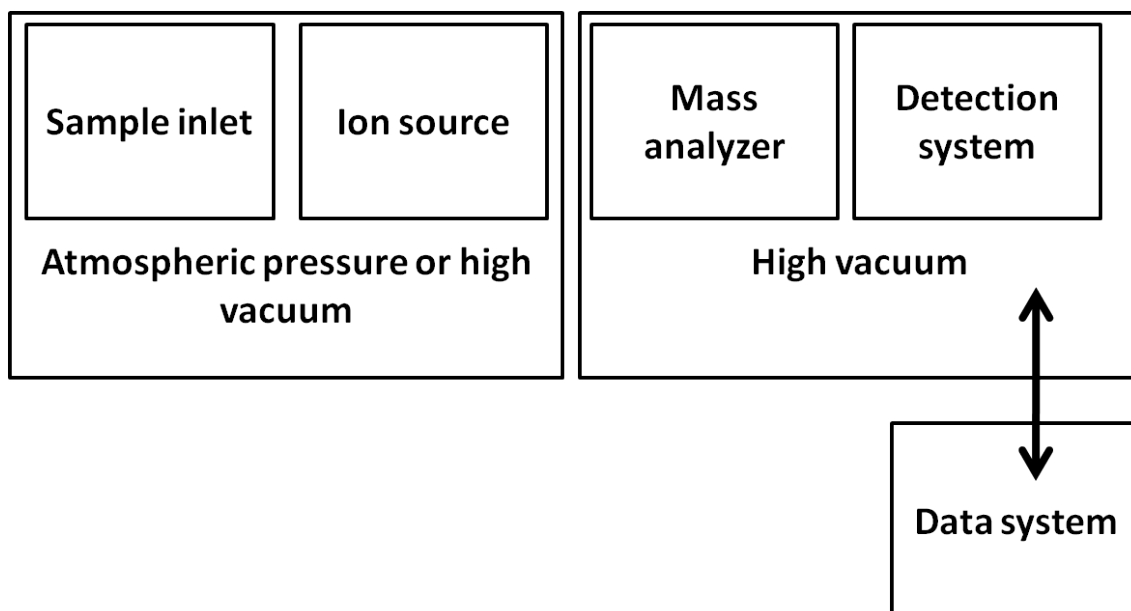 Sample inlet
Ion source
Mass
analyzer
Detection
system
Atmospheric pressure or high
vacuum
High vacuum
Data system